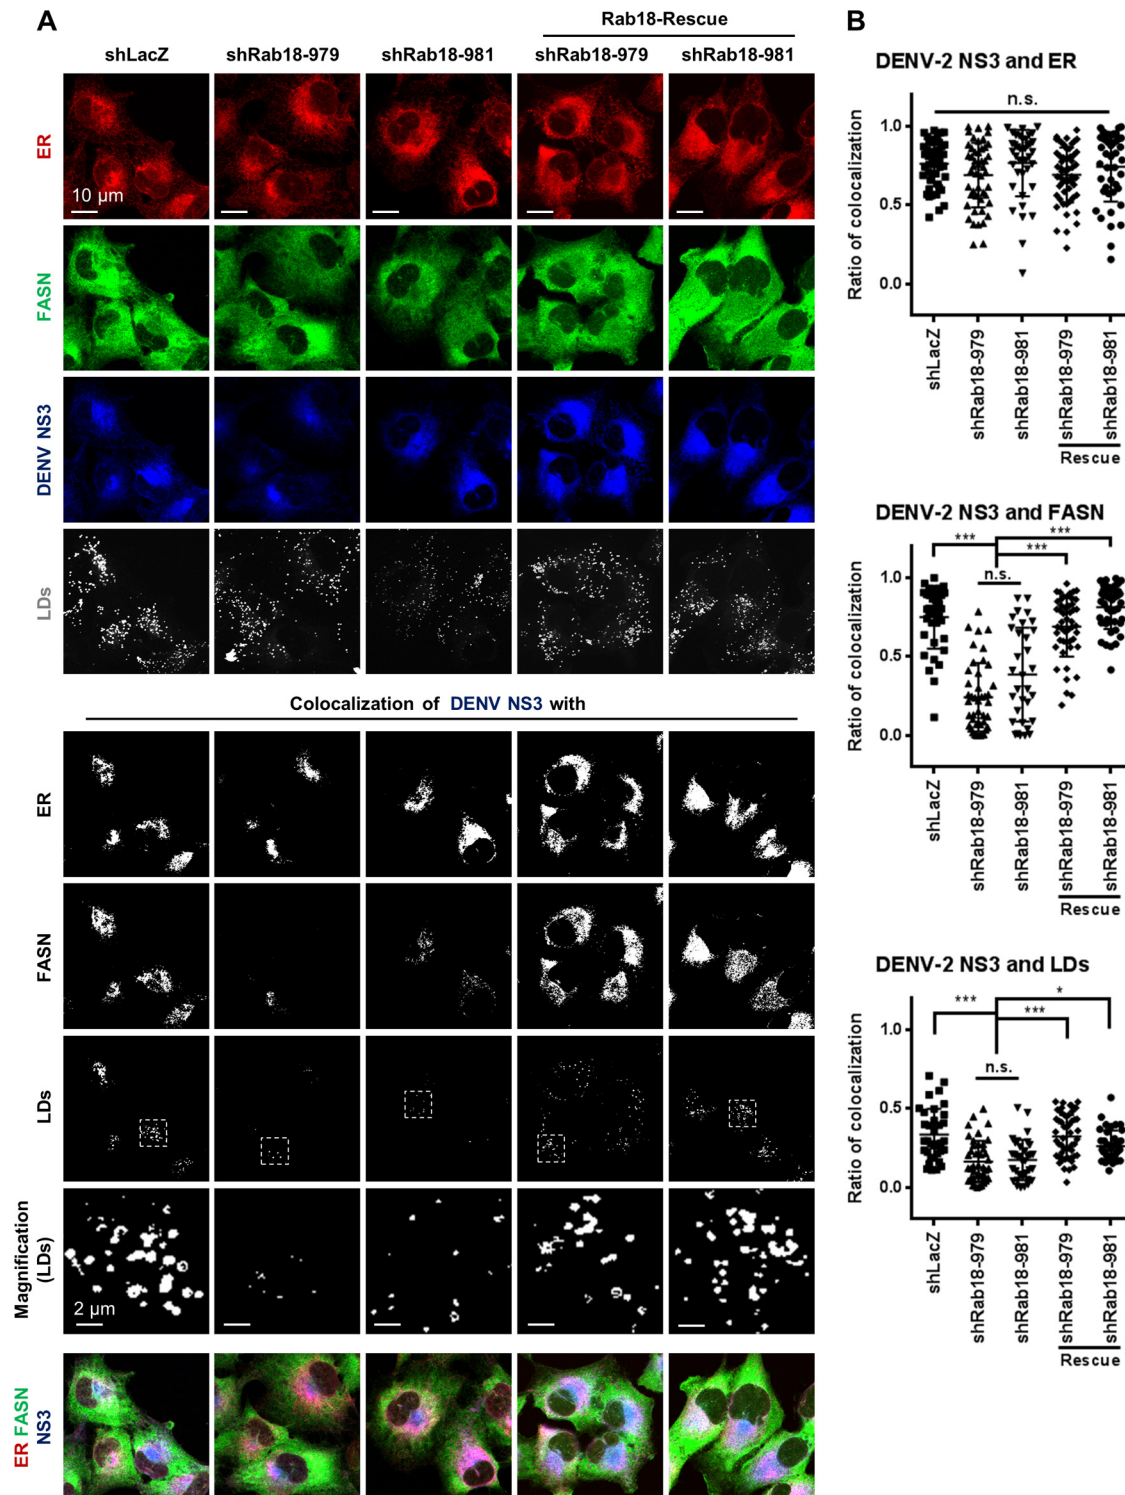 A
Rab18-Rescue
shLacZ shRab18-979 shRab18-981 shRab18-979 shRab18-981
ER
10 µm
FASN
DENV NS3
LDs
Colocalization of DENV NS3 with
ER
FASN
LDs
Magnification
(LDs)
2 µm
ER FASN
NS3
B
DENV-2 NS3 and ER
n.s.
Ratio of colocalization
1.0
0.5
0.0
shLacZ
shRab18-979
shRab18-981
shRab18-979
shRab18-981
Rescue
DENV-2 NS3 and FASN
***
***
***
n.s.
Ratio of colocalization
1.0
0.5
0.0
shLacZ
shRab18-979
shRab18-981
shRab18-979
shRab18-981
Rescue
DENV-2 NS3 and LDs
*
***
***
n.s.
Ratio of colocalization
1.0
0.5
0.0
shLacZ
shRab18-979
shRab18-981
shRab18-979
shRab18-981
Rescue